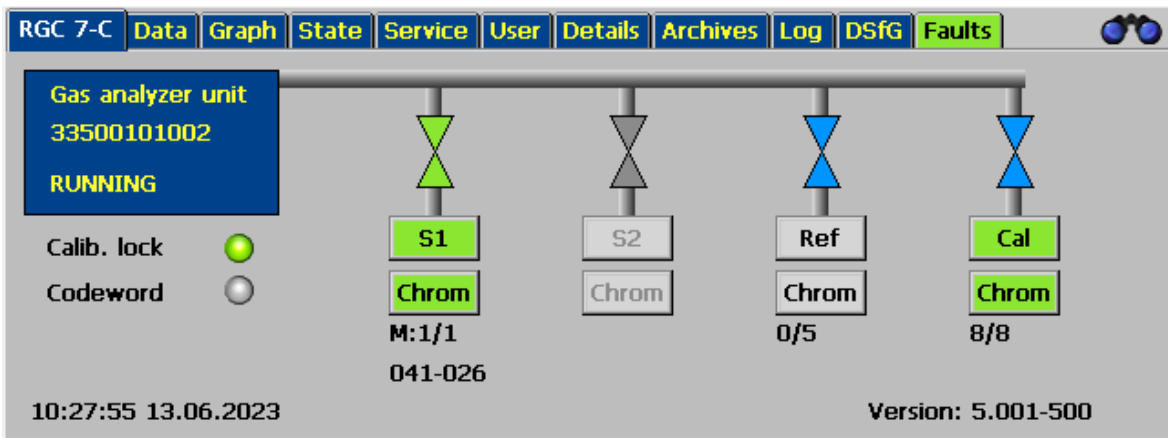 RGC 7-C Data Graph State Service User Details Archives Log DSfG Faults
Gas analyzer unit
33500101002
RUNNING
Calib. lock
Codeword
S1 S2 Ref Cal
Chrom Chrom Chrom Chrom
M:1/1 0/5 8/8
041-026
10:27:55 13.06.2023 Version: 5.001-500